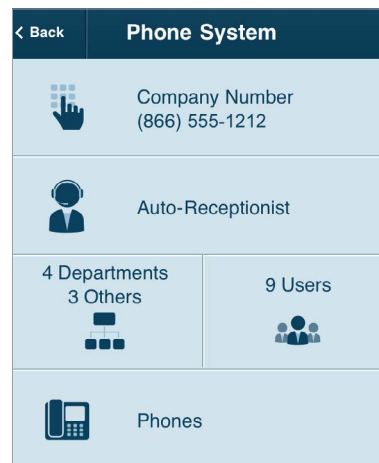 Back
Phone System
Company Number
(866) 555-1212
Auto-Receptionist
4 Departments
3 Others
9 Users
Phones